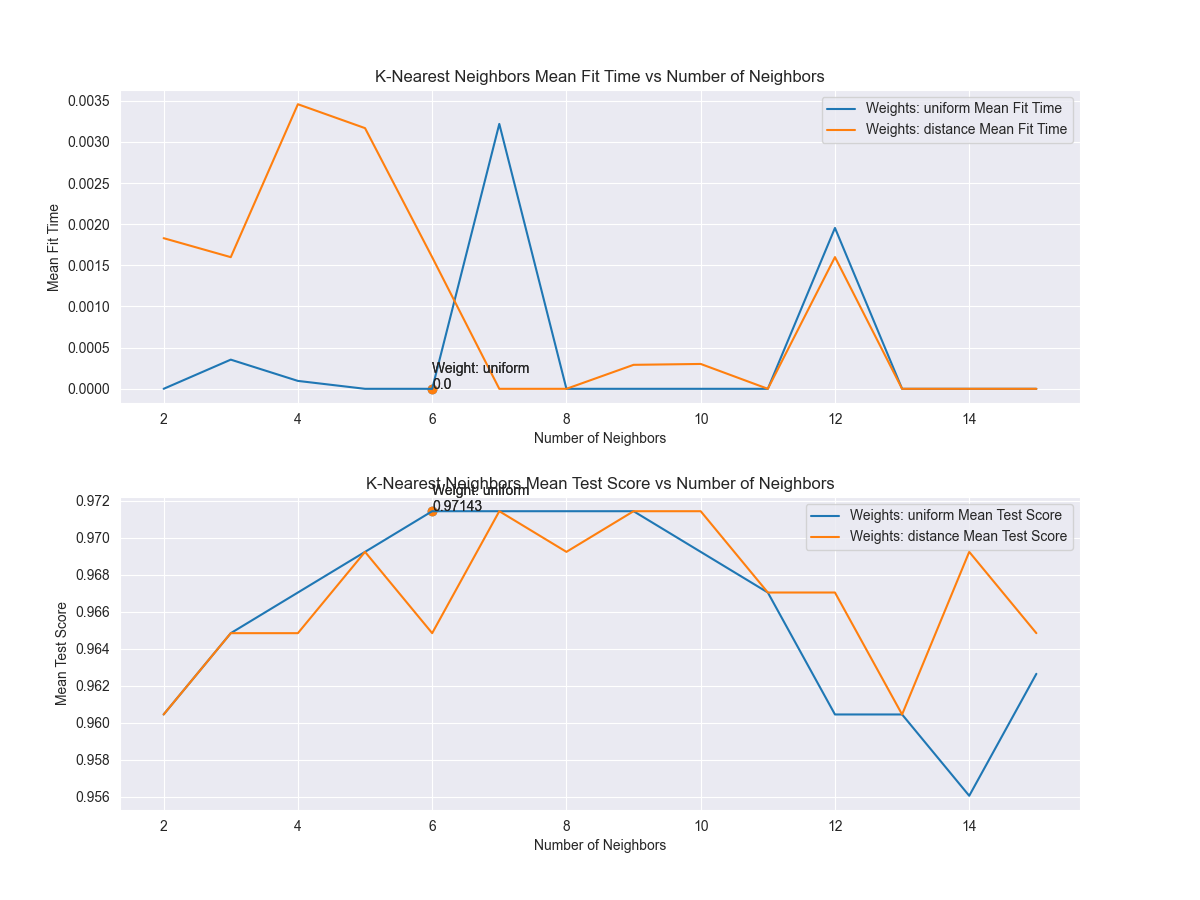 K-Nearest Neighbors Mean Fit Time vs Number of Neighbors
Weights: uniform Mean Fit Time
Weights: distance Mean Fit Time
Mean Fit Time
0.0035
0.0030
0.0025
0.0020
0.0015
0.0010
0.0005
0.0000
Weight: uniform
0.0
2 4 6 8 10 12 14
Number of Neighbors
K-Nearest Neighbors Mean Test Score vs Number of Neighbors
Weight: uniform
0.97143
Weights: uniform Mean Test Score
Weights: distance Mean Test Score
Mean Test Score
0.972
0.970
0.968
0.966
0.964
0.962
0.960
0.958
0.956
2 4 6 8 10 12 14
Number of Neighbors